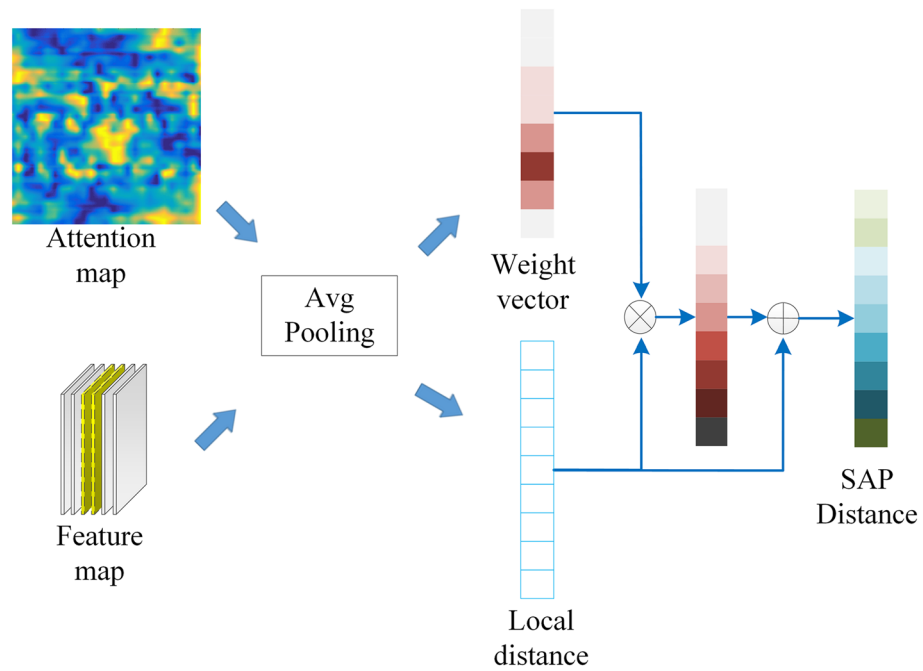 Attention
map
Avg
Pooling
Feature
map
Weight
vector
Local
distance
SAP
Distance